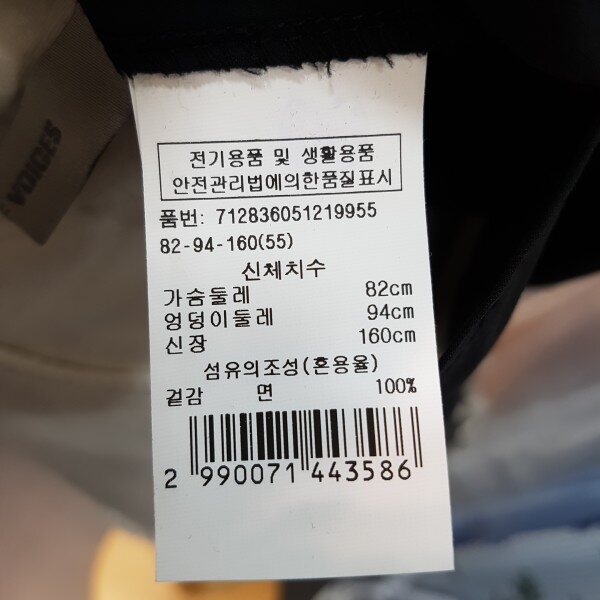 VOICES
전기용품 및 생활용품
안전관리법에의한품질표시
품번: 712836051219955
82-94-160(55)
신체치수
가슴둘레 82cm
엉덩이둘레 94cm
신장 160cm
섬유의조성(혼용율)
겉감 면 100%
2 990071 443586